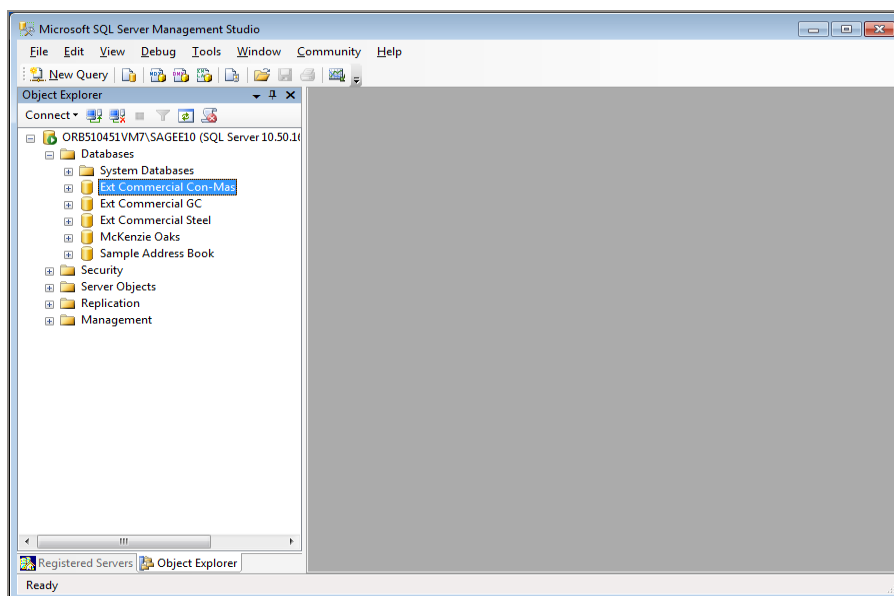 Microsoft SQL Server Management Studio
File Edit View Debug Tools Window Community Help
New Query
Object Explorer
Connect
ORB510451VM7\SAGEE10 (SQL Server 10.50.1
Databases
System Databases
Ext Commercial Con-Mas
Ext Commercial GC
Ext Commercial Steel
McKenzie Oaks
Sample Address Book
Security
Server Objects
Replication
Management
Registered Servers Object Explorer
Ready